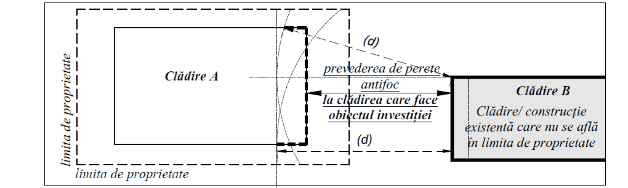 (d)
limita de proprietate
Clădire A
prevederea de perete
antifoc
la clădirea care face
obiectul investiției
Clădire B
Clădire/ construcție
existentă care nu se află
în limita de proprietate
(d)
limita de proprietate